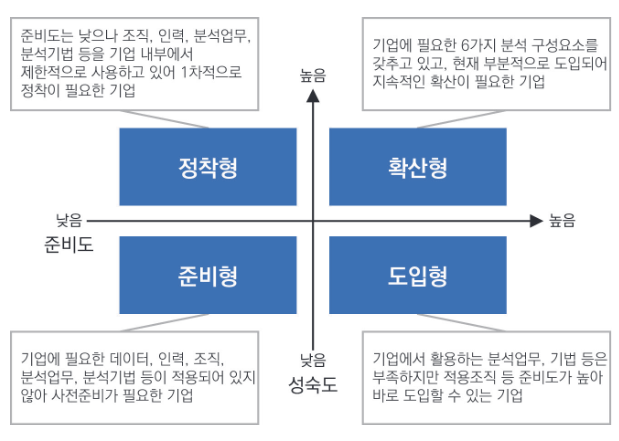 준비도는 낮으나 조직, 인력, 분석업무,
분석기법 등을 기업 내부에서
제한적으로 사용하고 있어 1차적으로
정착이 필요한 기업
기업에 필요한 6가지 분석 구성요소를
갖추고 있고, 현재 부분적으로 도입되어
지속적인 확산이 필요한 기업
높음
정착형
확산형
낮음
준비도
높음
준비형
도입형
낮음
성숙도
기업에 필요한 데이터, 인력, 조직,
분석업무, 분석기법 등이 적용되어 있지
않아 사전준비가 필요한 기업
기업에서 활용하는 분석업무, 기법 등은
부족하지만 적용조직 등 준비도가 높아
바로 도입할 수 있는 기업